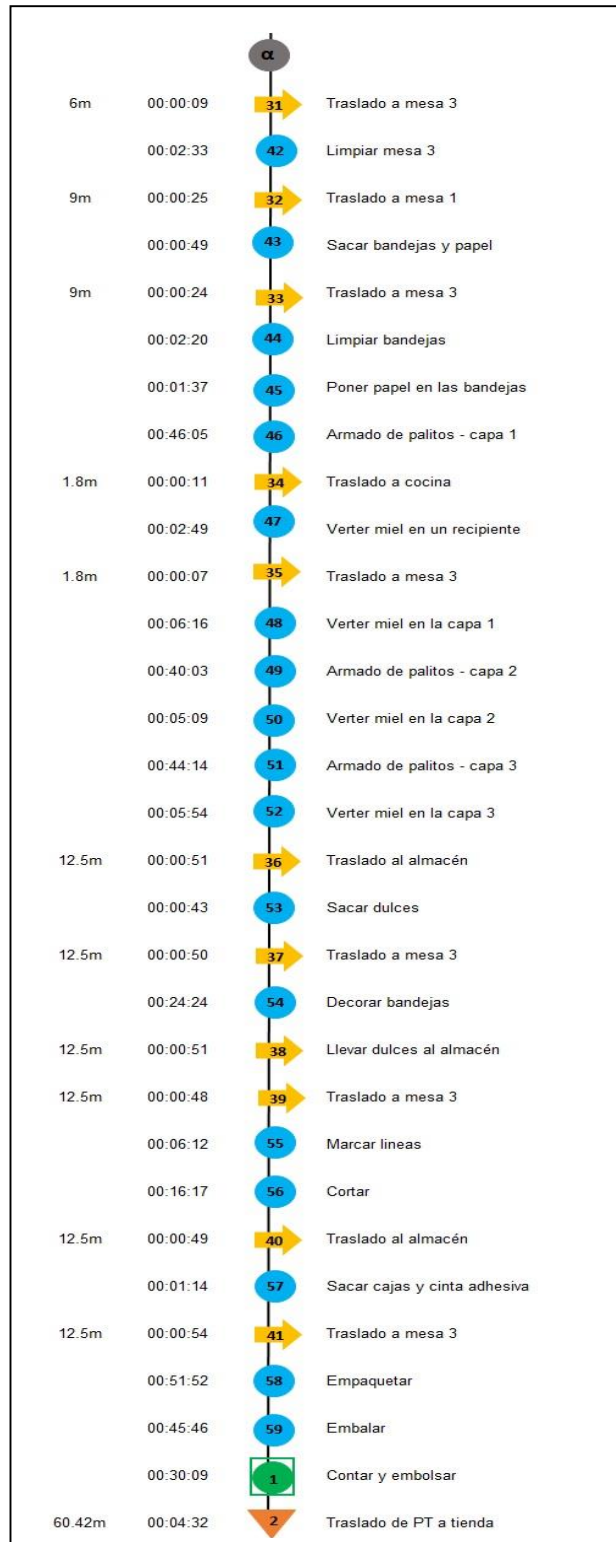 α
6m 00:00:09 31 Traslado a mesa 3
00:02:33 42 Limpiar mesa 3
9m 00:00:25 32 Traslado a mesa 1
00:00:49 43 Sacar bandejas y papel
9m 00:00:24 33 Traslado a mesa 3
00:02:20 44 Limpiar bandejas
00:01:37 45 Poner papel en las bandejas
00:46:05 46 Armado de palitos - capa 1
1.8m 00:00:11 34 Traslado a cocina
00:02:49 47 Verter miel en un recipiente
1.8m 00:00:07 35 Traslado a mesa 3
00:06:16 48 Verter miel en la capa 1
00:40:03 49 Armado de palitos - capa 2
00:05:09 50 Verter miel en la capa 2
00:44:14 51 Armado de palitos - capa 3
00:05:54 52 Verter miel en la capa 3
12.5m 00:00:51 36 Traslado al almacén
00:00:43 53 Sacar dulces
12.5m 00:00:50 37 Traslado a mesa 3
00:24:24 54 Decorar bandejas
12.5m 00:00:51 38 Llevar dulces al almacén
12.5m 00:00:48 39 Traslado a mesa 3
00:06:12 55 Marcar lineas
00:16:17 56 Cortar
12.5m 00:00:49 40 Traslado al almacén
00:01:14 57 Sacar cajas y cinta adhesiva
12.5m 00:00:54 41 Traslado a mesa 3
00:51:52 58 Empaquetar
00:45:46 59 Embalar
00:30:09 1 Contar y embolsar
60.42m 00:04:32 2 Traslado de PT a tienda